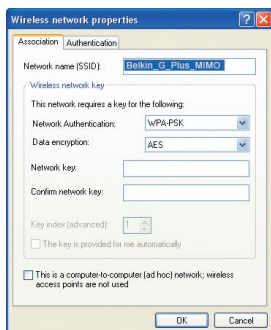 Wireless network properties
Association Authentication
Network name (SSID): Belkin_G_Plus_MIMO
Wireless network key
This network requires a key for the following:
Network Authentication: WPA-PSK
Data encryption: AES
Network key:
Confirm network key:
Key index (advanced): 1
The key is provided for me automatically
This is a computer-to-computer (ad hoc) network; wireless
access points are not used
OK Cancel